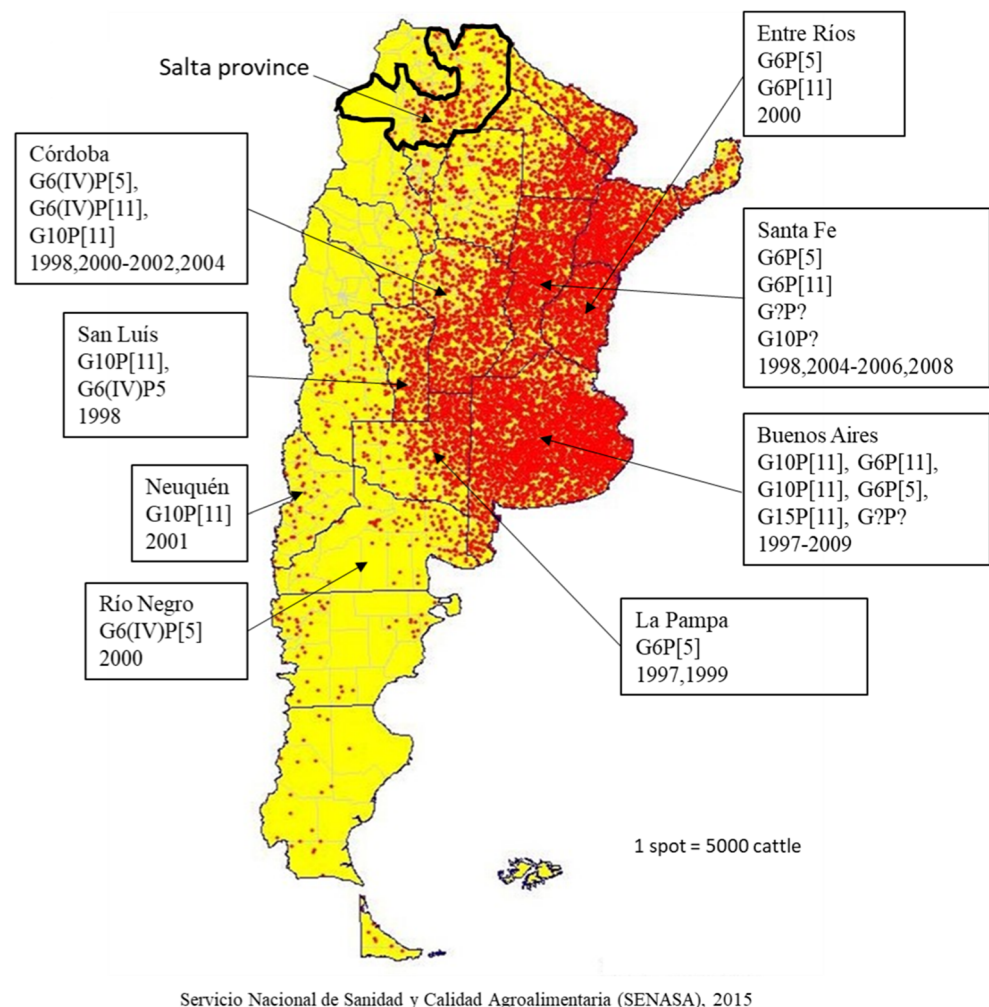 Salta province
Entre Ríos
G6P[5]
G6P[11]
2000
Córdoba
G6(IV)P[5],
G6(IV)P[11],
G10P[11]
1998,2000-2002,2004
Santa Fe
G6P[5]
G6P[11]
G?P?
G10P?
1998,2004-2006,2008
San Luís
G10P[11],
G6(IV)P5
1998
Buenos Aires
G10P[11], G6P[11],
G10P[11], G6P[5],
G15P[11], G?P?
1997-2009
Neuquén
G10P[11]
2001
Río Negro
G6(IV)P[5]
2000
La Pampa
G6P[5]
1997,1999
1 spot = 5000 cattle
Servicio Nacional de Sanidad y Calidad Agroalimentaria (SENASA), 2015